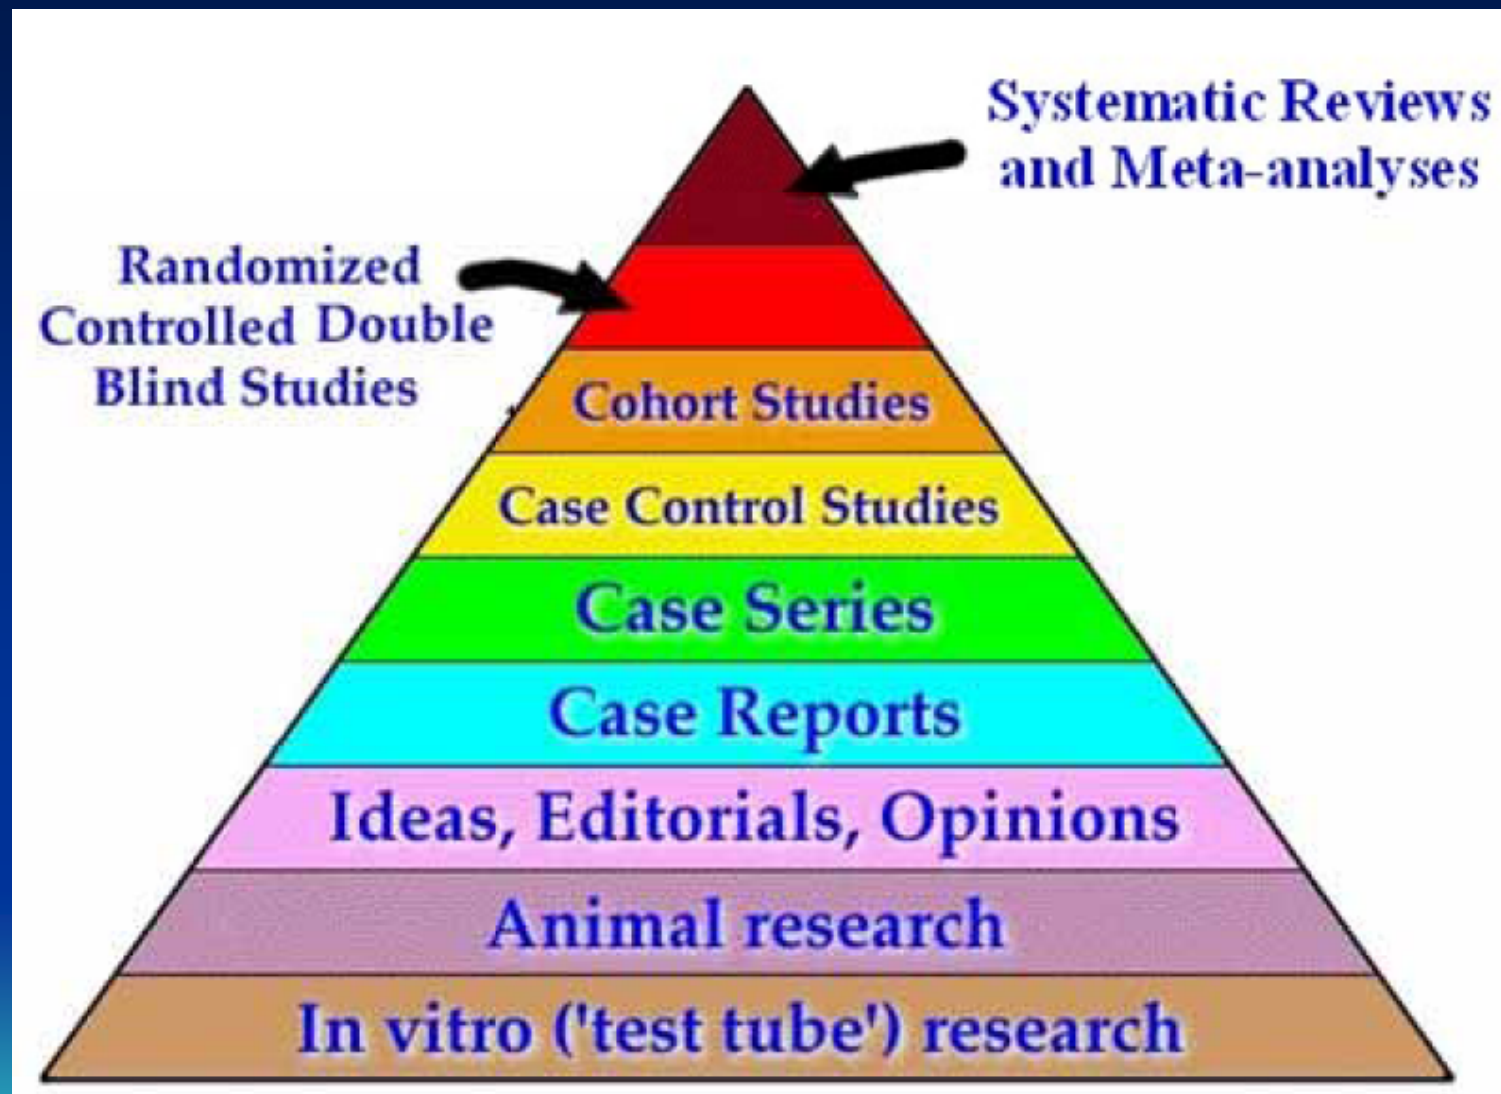 Systematic Reviews
and Meta-analyses
Randomized
Controlled Double
Blind Studies
Cohort Studies
Case Control Studies
Case Series
Case Reports
Ideas, Editorials, Opinions
Animal research
In vitro ('test tube') research